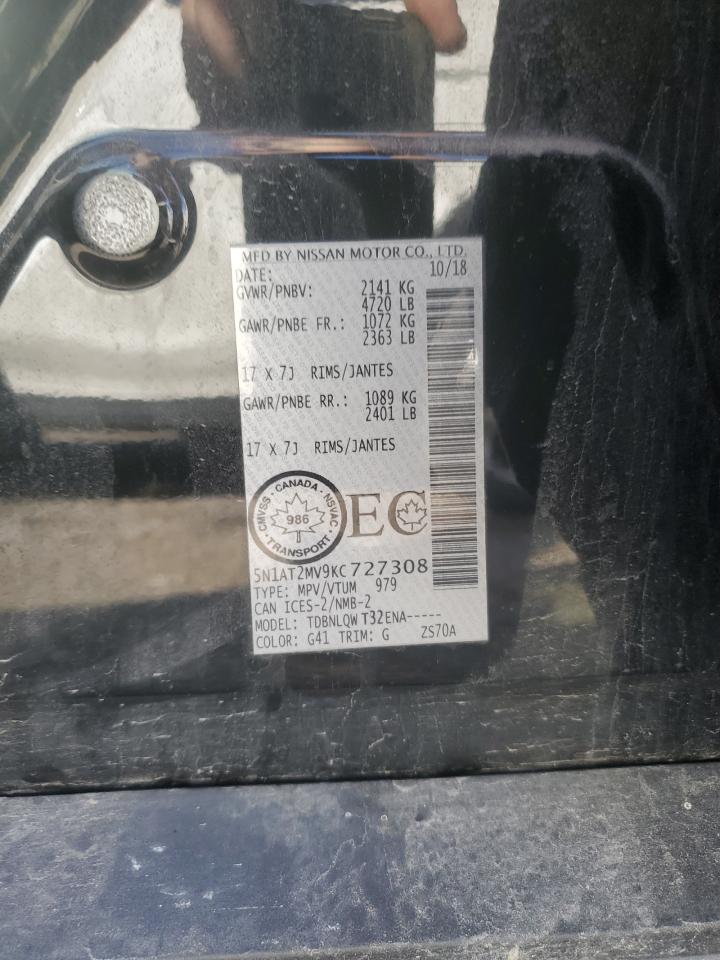 MFD BY NISSAN MOTOR CO., LTD.
DATE: 10/18
GVWR/PNBV: 2141 KG
4720 LB
GAWR/PNBE FR.: 1072 KG
2363 LB
17 X 7J RIMS/JANTES
GAWR/PNBE RR.: 1089 KG
2401 LB
17 X 7J RIMS/JANTES
CMVSS · CANADA · NSVAC
986
· TRANSPORT ·
EC
5N1AT2MV9KC727308
TYPE: MPV/VTUM 979
CAN ICES-2/NMB-2
MODEL: TDBNLQWT32ENA-----
COLOR: G41 TRIM: G ZS70A